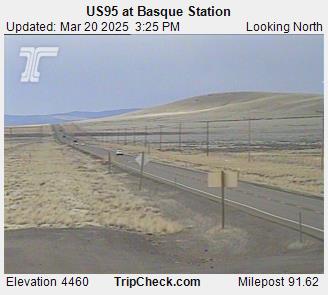 US95 at Basque Station
Updated: Mar 20 2025 3:25 PM Looking North
Elevation 4460 TripCheck.com Milepost 91.62